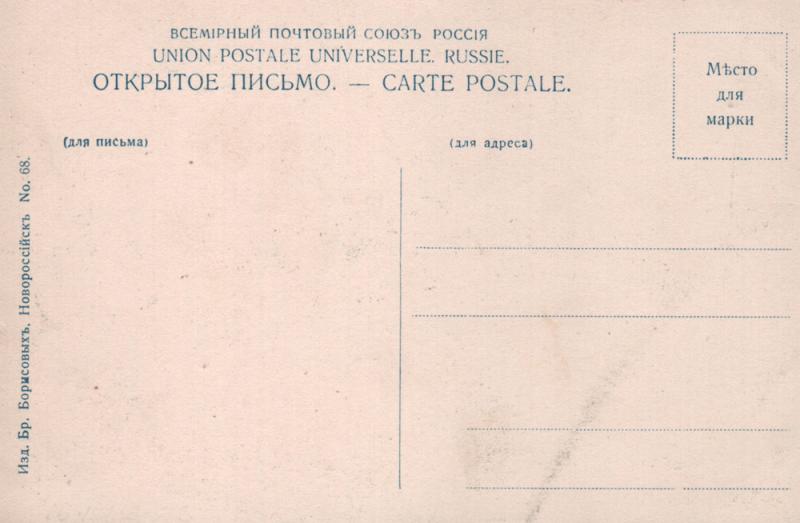 ВСЕМІРНЫЙ ПОЧТОВЫЙ СОЮЗЪ РОССІЯ
UNION POSTALE UNIVERSELLE. RUSSIE.
ОТКРЫТОЕ ПИСЬМО. — CARTE POSTALE.
Мѣсто
для
марки
(для письма)
(для адреса)
Изд. Бр. Борисовыхъ, Новороссійскъ No. 68.